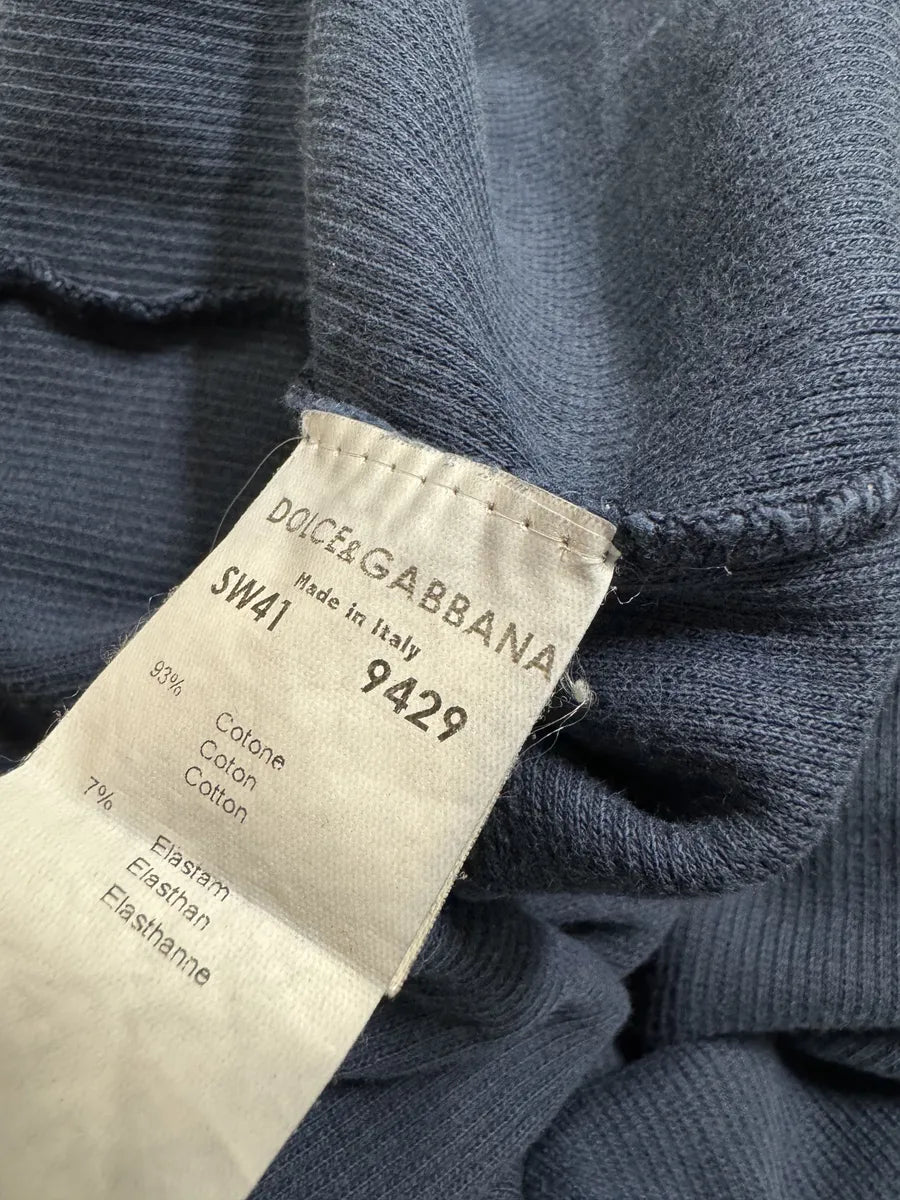 DOLCE&GABBANA
Made in Italy
SW41 9429
93% Cotone
Coton
Cotton
7% Elastam
Elasthan
Elasthanne